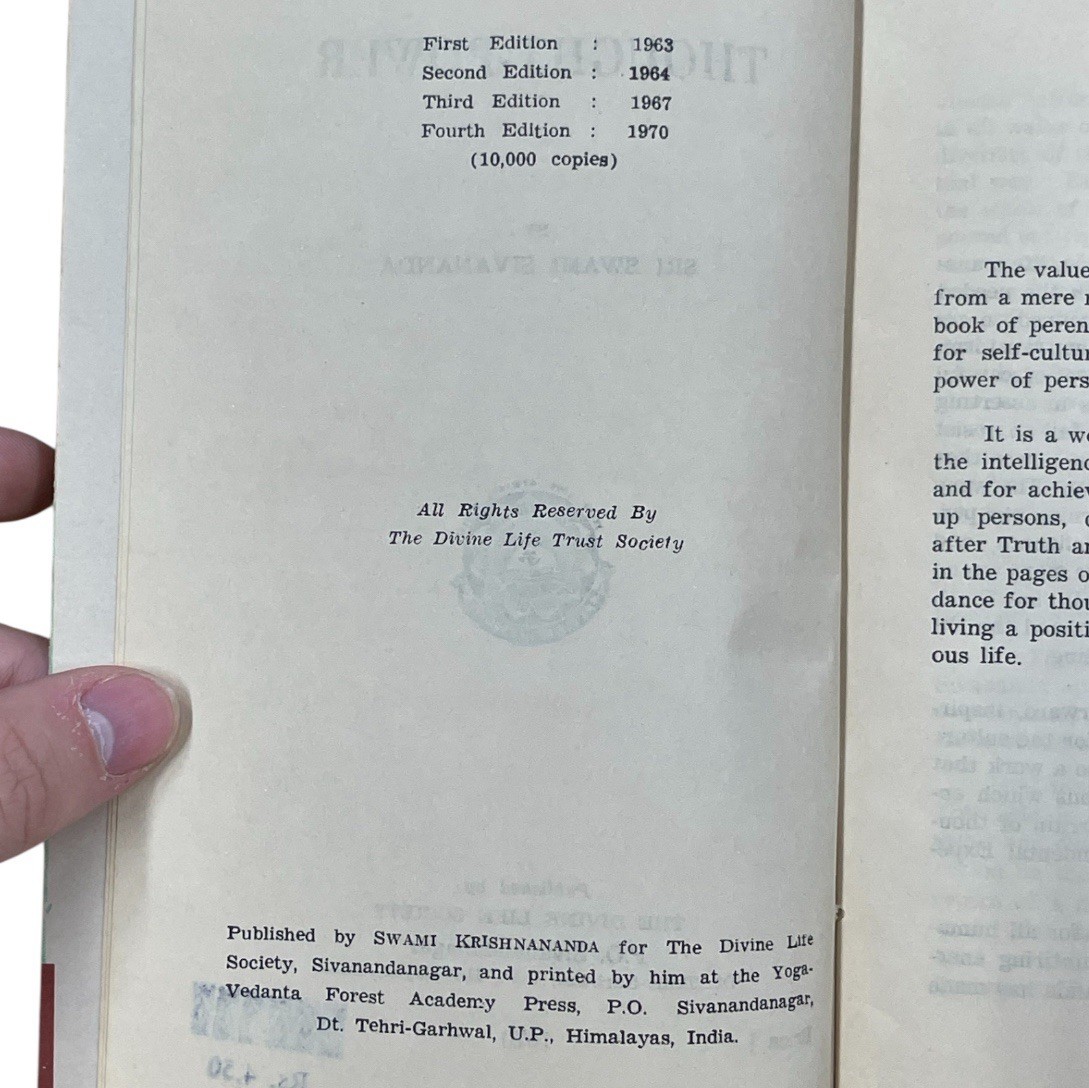 First Edition : 1963
Second Edition : 1964
Third Edition : 1967
Fourth Edition : 1970
(10,000 copies)
All Rights Reserved By
The Divine Life Trust Society
Published by SWAMI KRISHNANANDA for The Divine Life
Society, Sivanandanagar, and printed by him at the Yoga-
Vedanta Forest Academy Press, P.O. Sivanandanagar,
Dt. Tehri-Garhwal, U.P., Himalayas, India.
The value
from a mere
book of peren
for self-cultur
power of pers
It is a
the intelligenc
and for achiev
up persons,
after Truth
in the pages
dance for thou
living a positi
ous life.